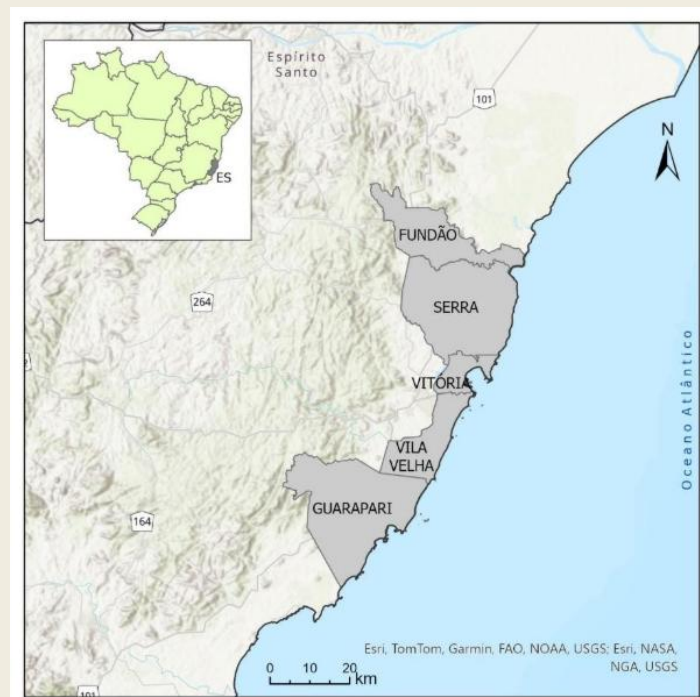 Espírito
Santo
101
N
ES
FUNDÃO
264
SERRA
VITÓRIA
Oceano Atlântico
VILA
VELHA
GUARAPARI
164
Esri, TomTom, Garmin, FAO, NOAA, USGS; Esri, NASA,
NGA, USGS
0 10 20
km
101